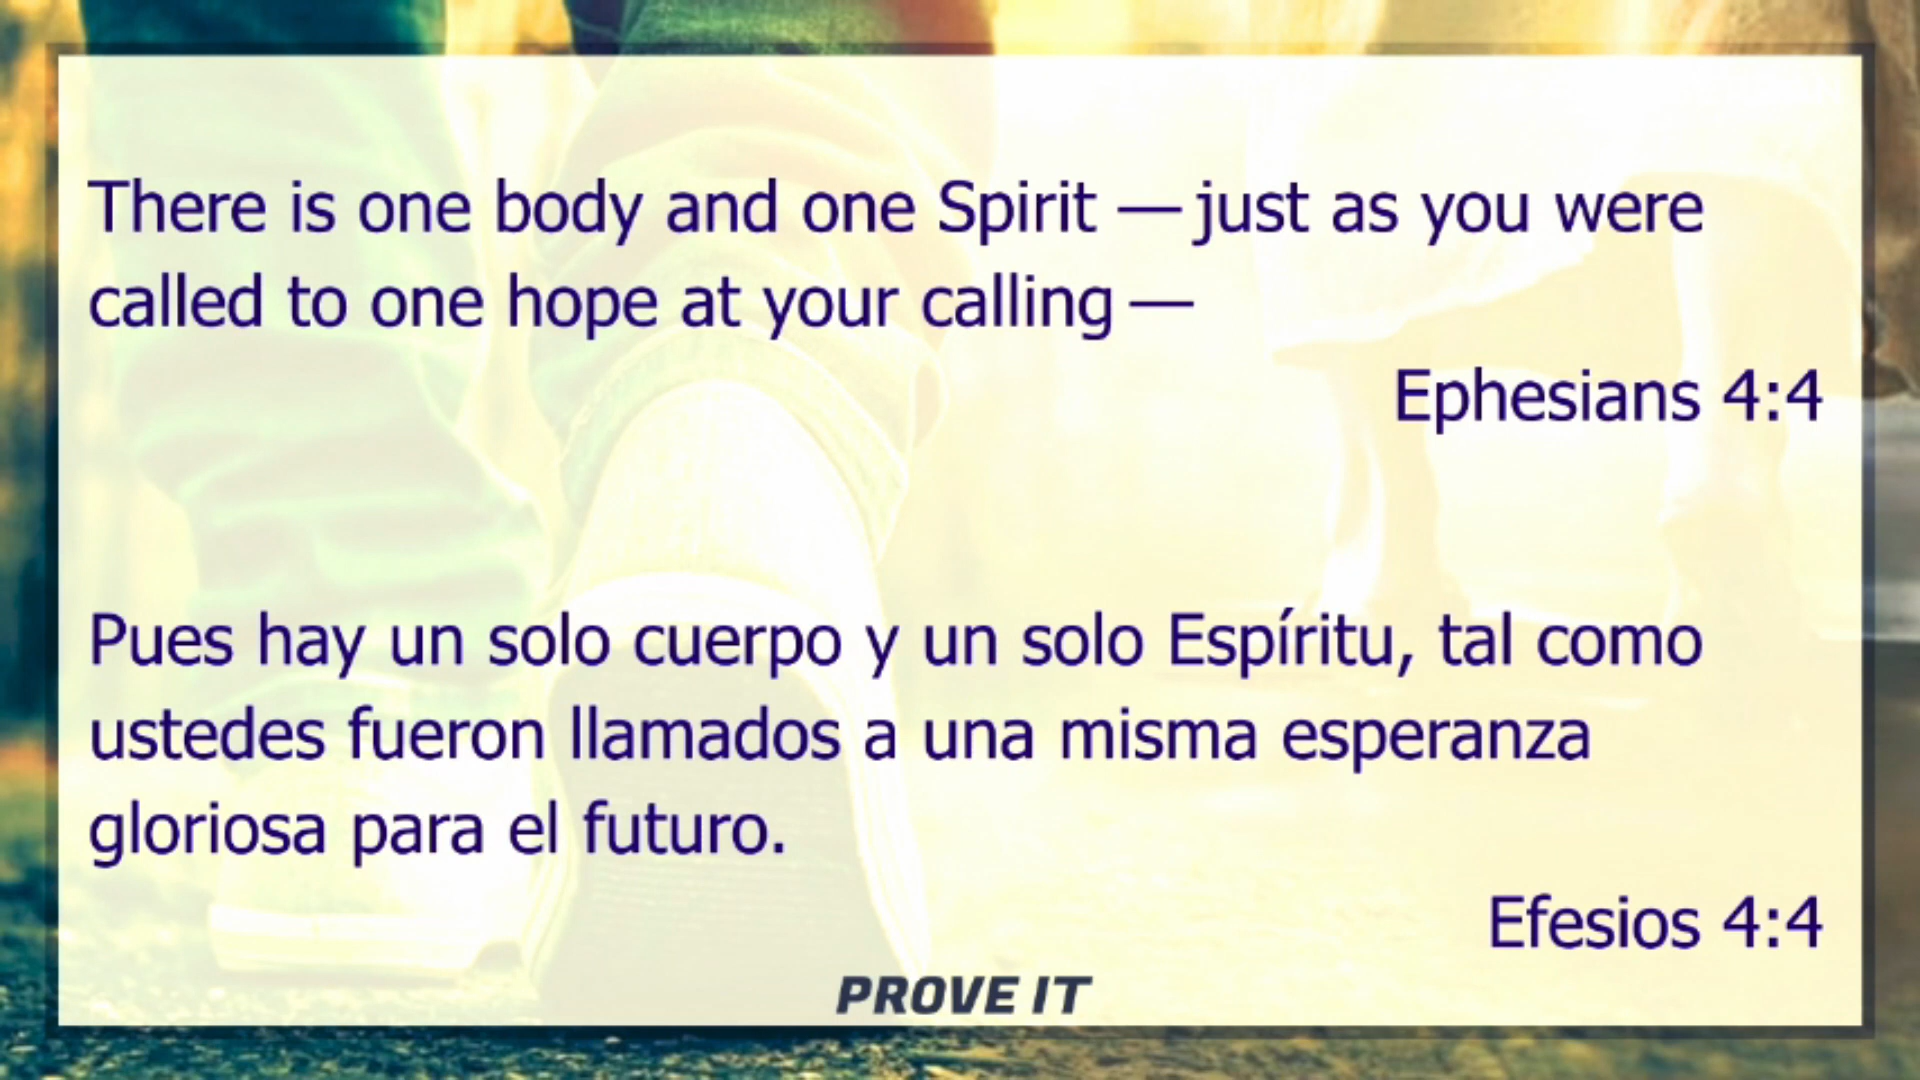 There is one body and one Spirit — just as you were
called to one hope at your calling —
Ephesians 4:4
Pues hay un solo cuerpo y un solo Espíritu, tal como
ustedes fueron llamados a una misma esperanza
gloriosa para el futuro.
Efesios 4:4
PROVE IT